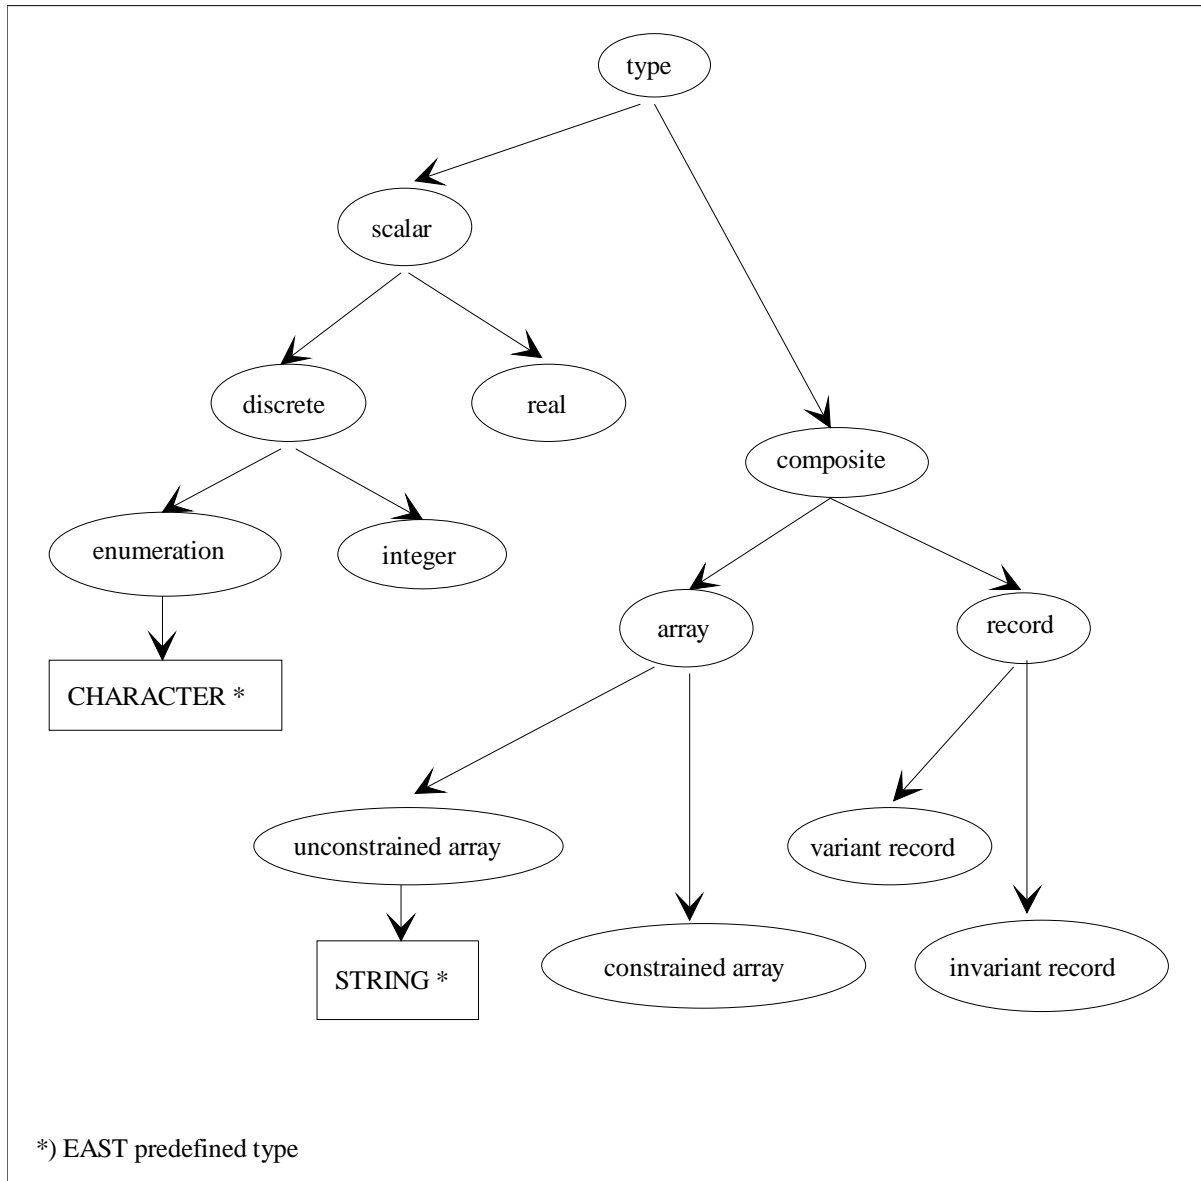 type
scalar
discrete
real
composite
enumeration
integer
array
record
CHARACTER *
unconstrained array
variant record
constrained array
invariant record
STRING *
*) EAST predefined type